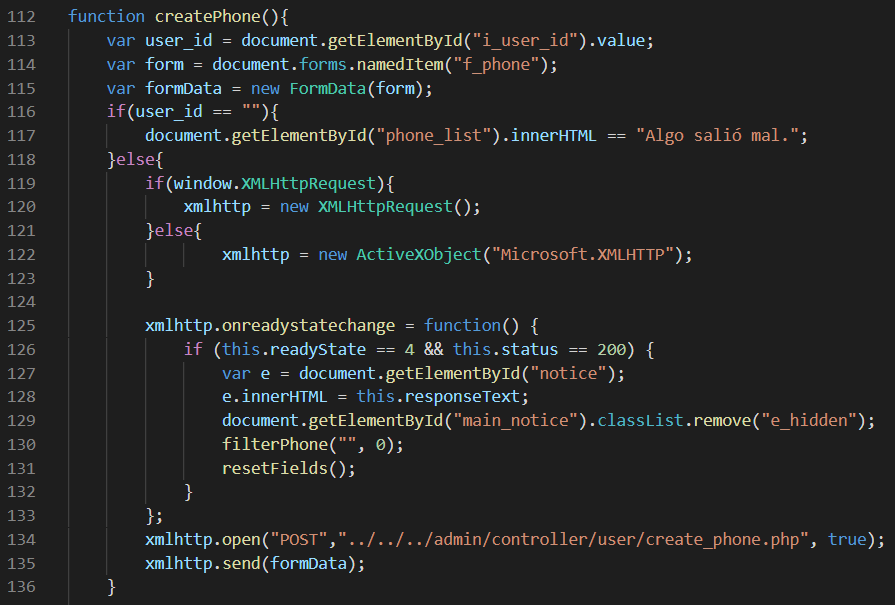 112 function createPhone(){
113 var user_id = document.getElementById("i_user_id").value;
114 var form = document.forms.namedItem("f_phone");
115 var formData = new FormData(form);
116 if(user_id == ""){
117 document.getElementById("phone_list").innerHTML == "Algo salió mal.";
118 }else{
119 if(window.XMLHttpRequest){
120 xmlhttp = new XMLHttpRequest();
121 }else{
122 xmlhttp = new ActiveXObject("Microsoft.XMLHTTP");
123 }
124
125 xmlhttp.onreadystatechange = function() {
126 if (this.readyState == 4 && this.status == 200) {
127 var e = document.getElementById("notice");
128 e.innerHTML = this.responseText;
129 document.getElementById("main_notice").classList.remove("e_hidden");
130 filterPhone("", 0);
131 resetFields();
132 }
133 };
134 xmlhttp.open("POST","../../../admin/controller/user/create_phone.php", true);
135 xmlhttp.send(formData);
136 }